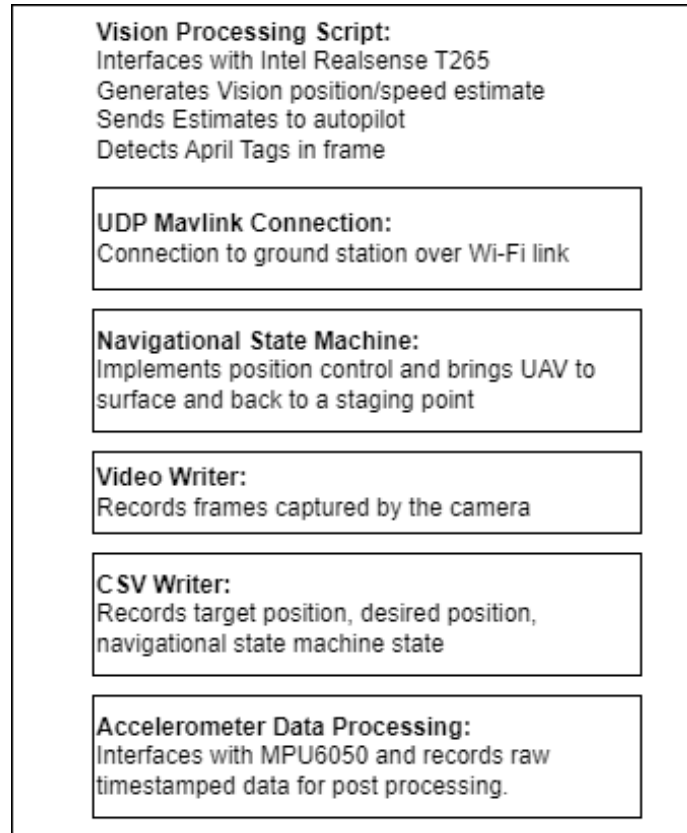 Vision Processing Script:
Interfaces with Intel Realsense T265
Generates Vision position/speed estimate
Sends Estimates to autopilot
Detects April Tags in frame
UDP Mavlink Connection:
Connection to ground station over Wi-Fi link
Navigational State Machine:
Implements position control and brings UAV to
surface and back to a staging point
Video Writer:
Records frames captured by the camera
CSV Writer:
Records target position, desired position,
navigational state machine state
Accelerometer Data Processing:
Interfaces with MPU6050 and records raw
timestamped data for post processing.